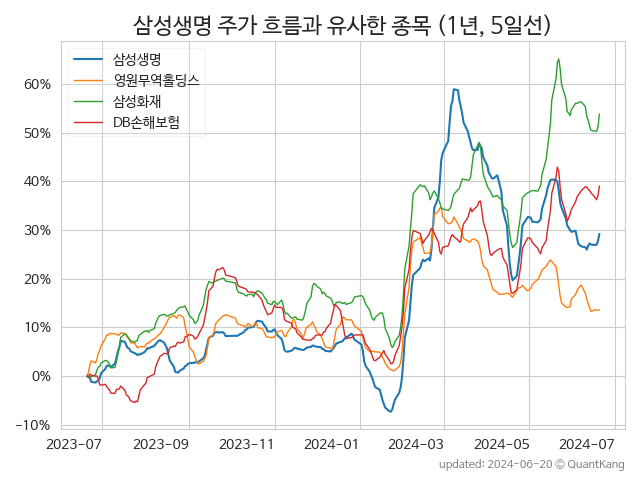 삼성생명 주가 흐름과 유사한 종목 (1년, 5일선)
삼성생명
영원무역홀딩스
삼성화재
DB손해보험
60%
50%
40%
30%
20%
10%
0%
−10%
2023-07 2023-09 2023-11 2024-01 2024-03 2024-05 2024-07
updated: 2024-06-20 © QuantKang